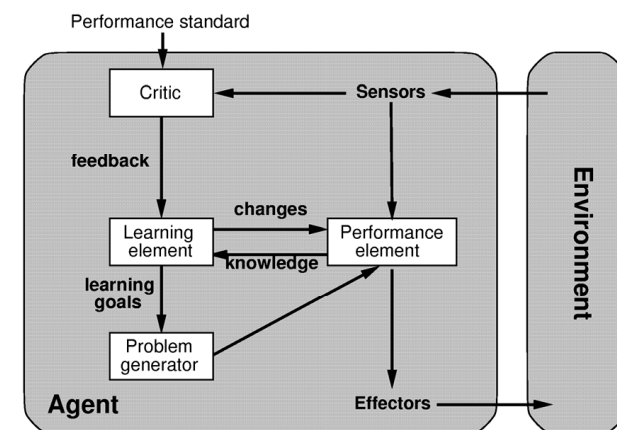 Performance standard
Critic
Sensors
feedback
changes
Learning
element
Performance
element
knowledge
learning
goals
Problem
generator
Agent
Effectors
Environment